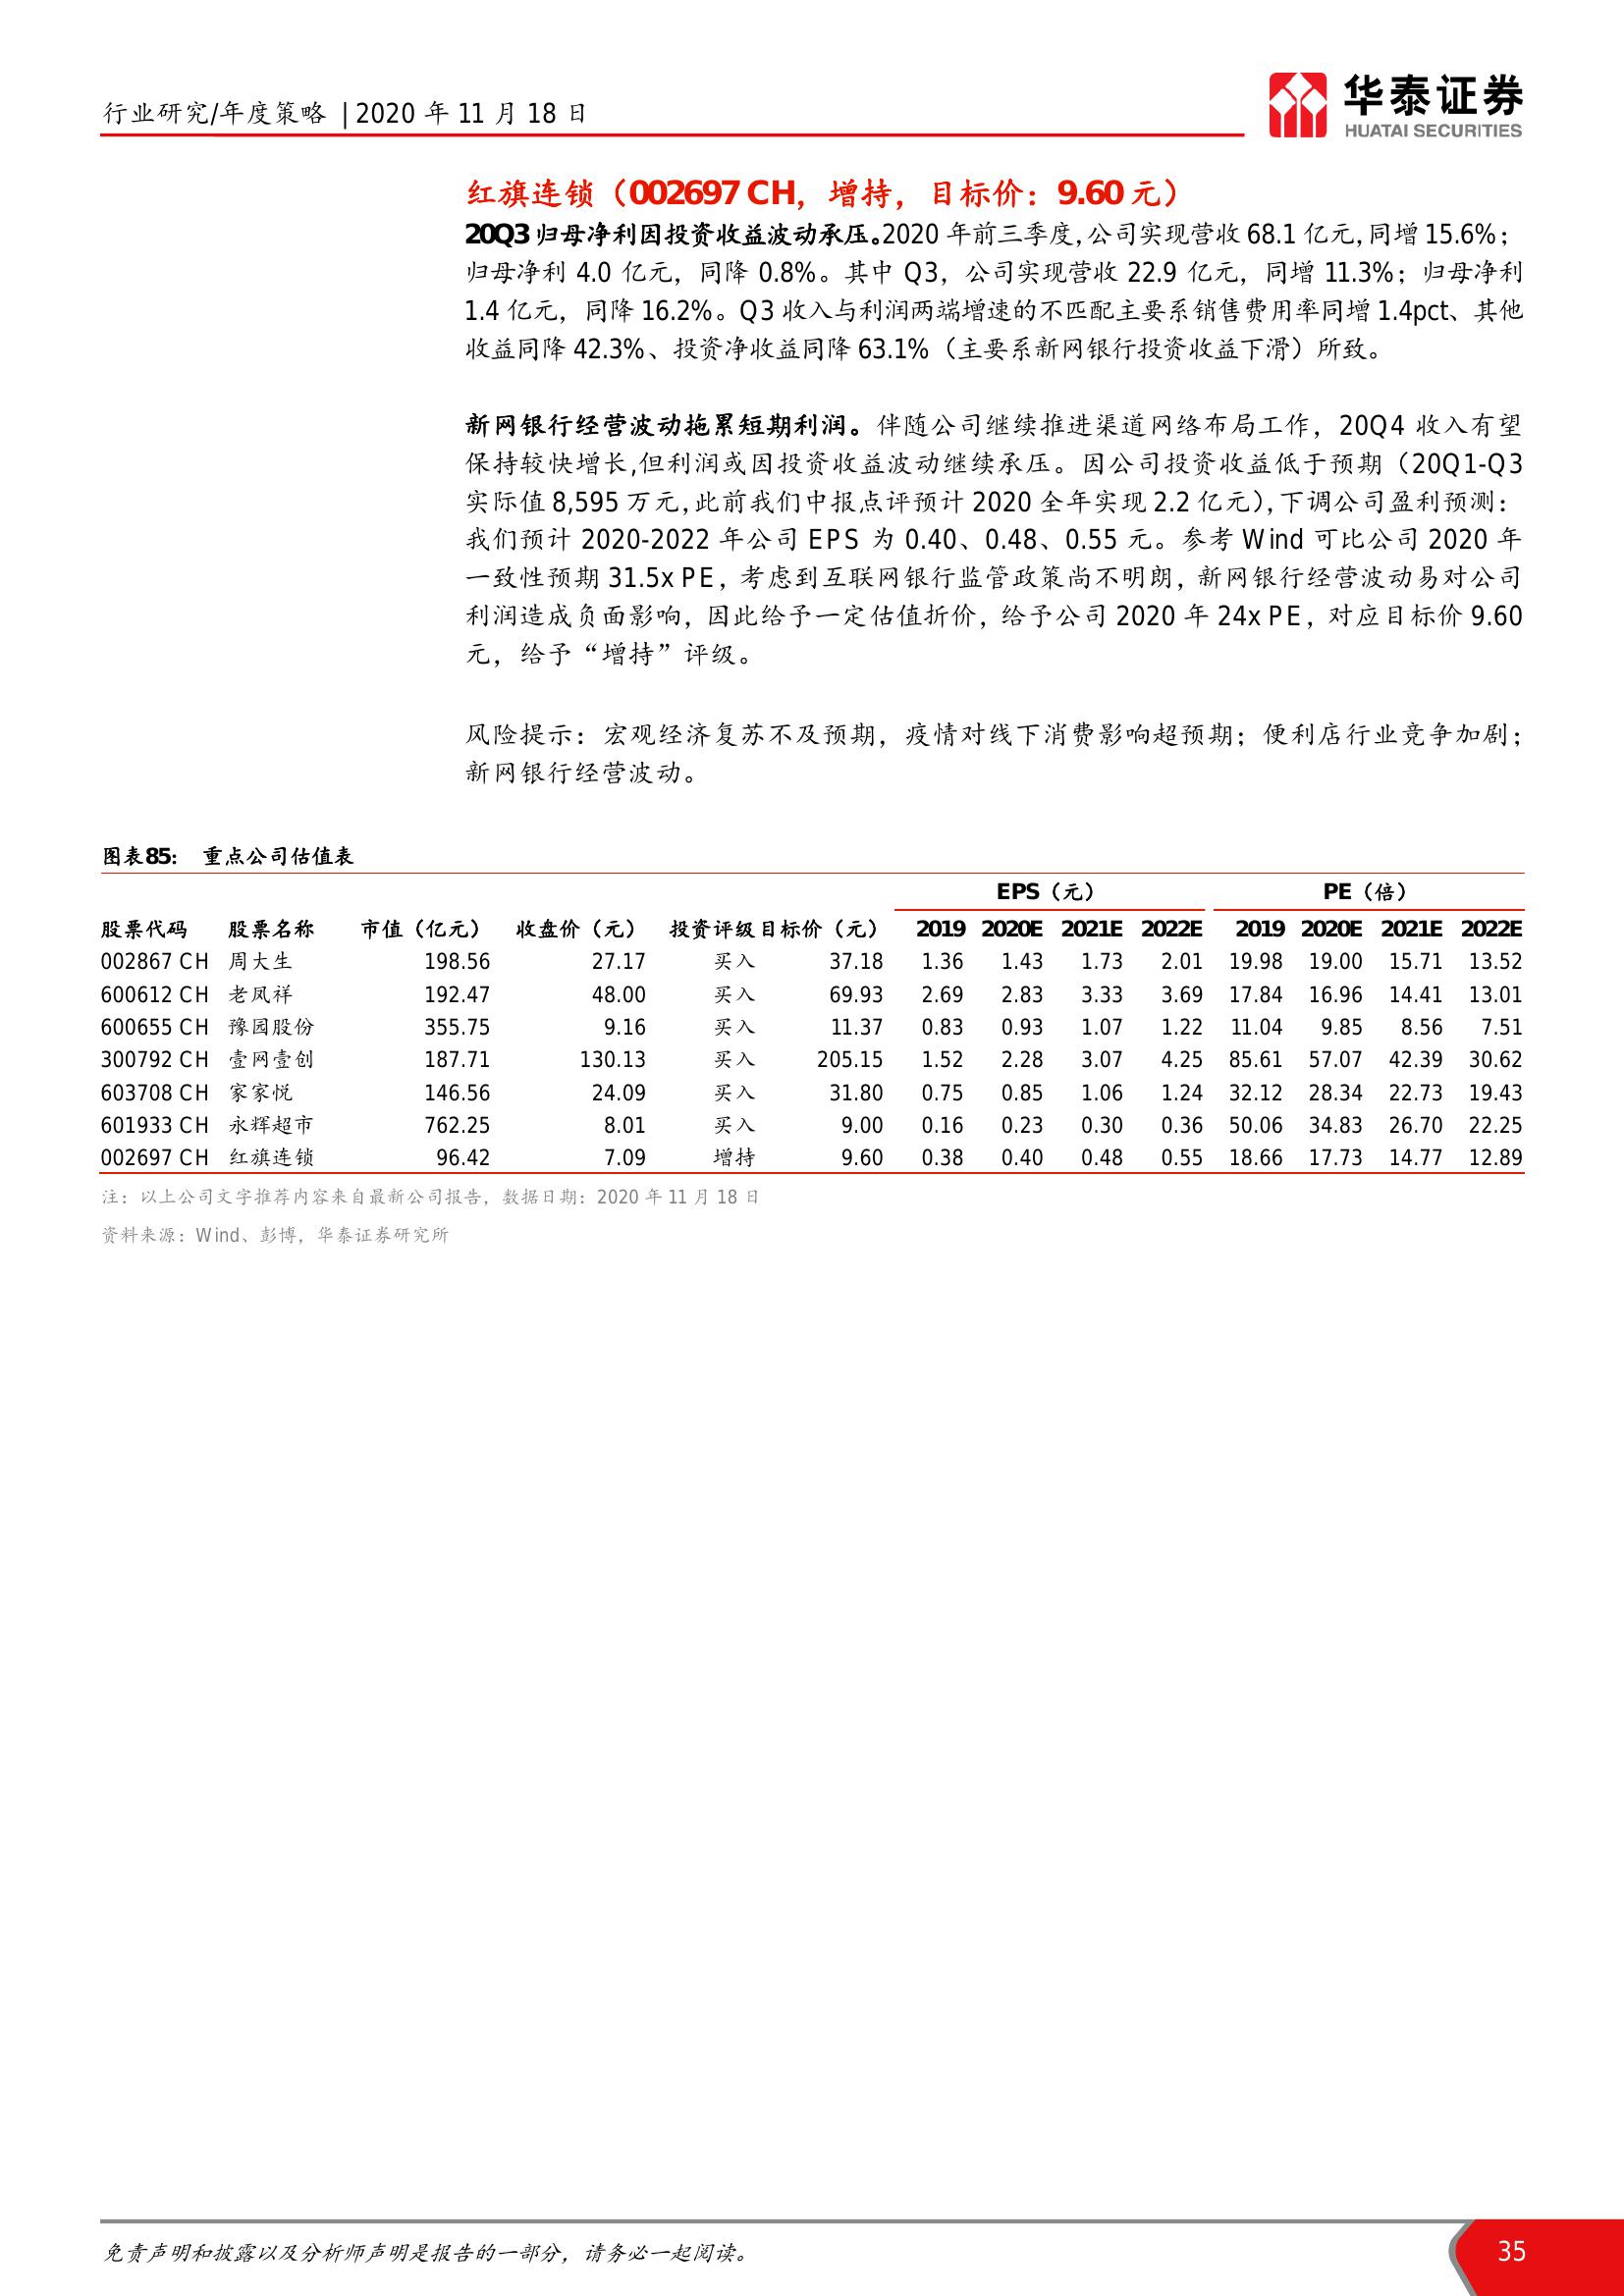 行业研究/年度策略 | 2020 年 11 月 18 日
华泰证券
HUATAI SECURITIES
红旗连锁（002697 CH，增持，目标价：9.60 元）
20Q3 归母净利因投资收益波动承压。2020 年前三季度,公司实现营收 68.1 亿元,同增 15.6%；
归母净利 4.0 亿元，同降 0.8%。其中 Q3，公司实现营收 22.9 亿元，同增 11.3%；归母净利
1.4 亿元，同降 16.2%。Q3 收入与利润两端增速的不匹配主要系销售费用率同增 1.4pct、其他
收益同降 42.3%、投资净收益同降 63.1%（主要系新网银行投资收益下滑）所致。
新网银行经营波动拖累短期利润。伴随公司继续推进渠道网络布局工作，20Q4 收入有望
保持较快增长,但利润或因投资收益波动继续承压。因公司投资收益低于预期（20Q1-Q3
实际值 8,595 万元,此前我们中报点评预计 2020 全年实现 2.2 亿元),下调公司盈利预测：
我们预计 2020-2022 年公司 EPS 为 0.40、0.48、0.55 元。参考 Wind 可比公司 2020 年
一致性预期 31.5x PE，考虑到互联网银行监管政策尚不明朗，新网银行经营波动易对公司
利润造成负面影响，因此给予一定估值折价，给予公司 2020 年 24x PE，对应目标价 9.60
元，给予“增持”评级。
风险提示：宏观经济复苏不及预期，疫情对线下消费影响超预期；便利店行业竞争加剧；
新网银行经营波动。
图表85： 重点公司估值表
EPS（元） PE（倍）
股票代码 股票名称 市值（亿元） 收盘价（元） 投资评级 目标价（元） 2019 2020E 2021E 2022E 2019 2020E 2021E 2022E
002867 CH 周大生 198.56 27.17 买入 37.18 1.36 1.43 1.73 2.01 19.98 19.00 15.71 13.52
600612 CH 老凤祥 192.47 48.00 买入 69.93 2.69 2.83 3.33 3.69 17.84 16.96 14.41 13.01
600655 CH 豫园股份 355.75 9.16 买入 11.37 0.83 0.93 1.07 1.22 11.04 9.85 8.56 7.51
300792 CH 壹网壹创 187.71 130.13 买入 205.15 1.52 2.28 3.07 4.25 85.61 57.07 42.39 30.62
603708 CH 家家悦 146.56 24.09 买入 31.80 0.75 0.85 1.06 1.24 32.12 28.34 22.73 19.43
601933 CH 永辉超市 762.25 8.01 买入 9.00 0.16 0.23 0.30 0.36 50.06 34.83 26.70 22.25
002697 CH 红旗连锁 96.42 7.09 增持 9.60 0.38 0.40 0.48 0.55 18.66 17.73 14.77 12.89
注：以上公司文字推荐内容来自最新公司报告，数据日期：2020 年 11 月 18 日
资料来源：Wind、彭博，华泰证券研究所
免责声明和披露以及分析师声明是报告的一部分，请务必一起阅读。
35